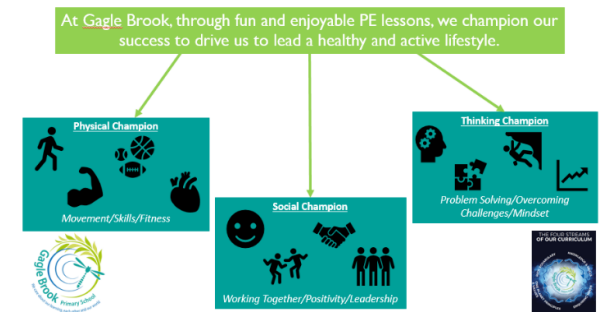 At Gagle Brook, through fun and enjoyable PE lessons, we champion our
success to drive us to lead a healthy and active lifestyle.
Physical Champion
Movement/Skills/Fitness
Social Champion
Working Together/Positivity/Leadership
Thinking Champion
Problem Solving/Overcoming
Challenges/Mindset
Gagle Brook
Primary School
THE FOUR STREAMS
OF OUR CURRICULUM